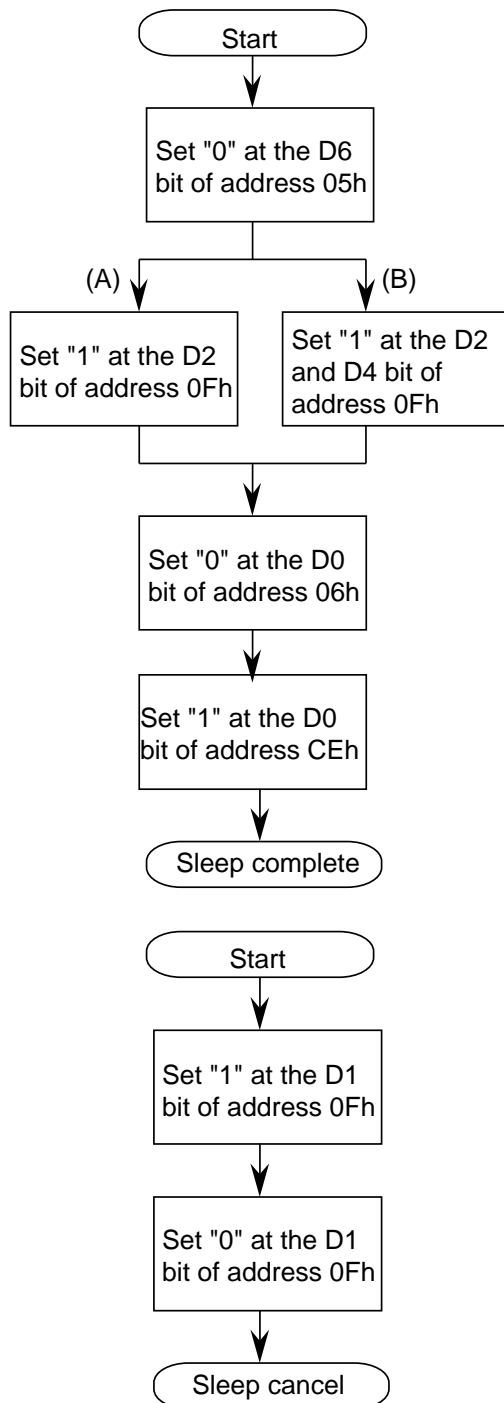 Start
Set "0" at the D6
bit of address 05h
(A)
(B)
Set "1" at the D2
bit of address 0Fh
Set "1" at the D2
and D4 bit of
address 0Fh
Set "0" at the D0
bit of address 06h
Set "1" at the D0
bit of address CEh
Sleep complete
Start
Set "1" at the D1
bit of address 0Fh
Set "0" at the D1
bit of address 0Fh
Sleep cancel